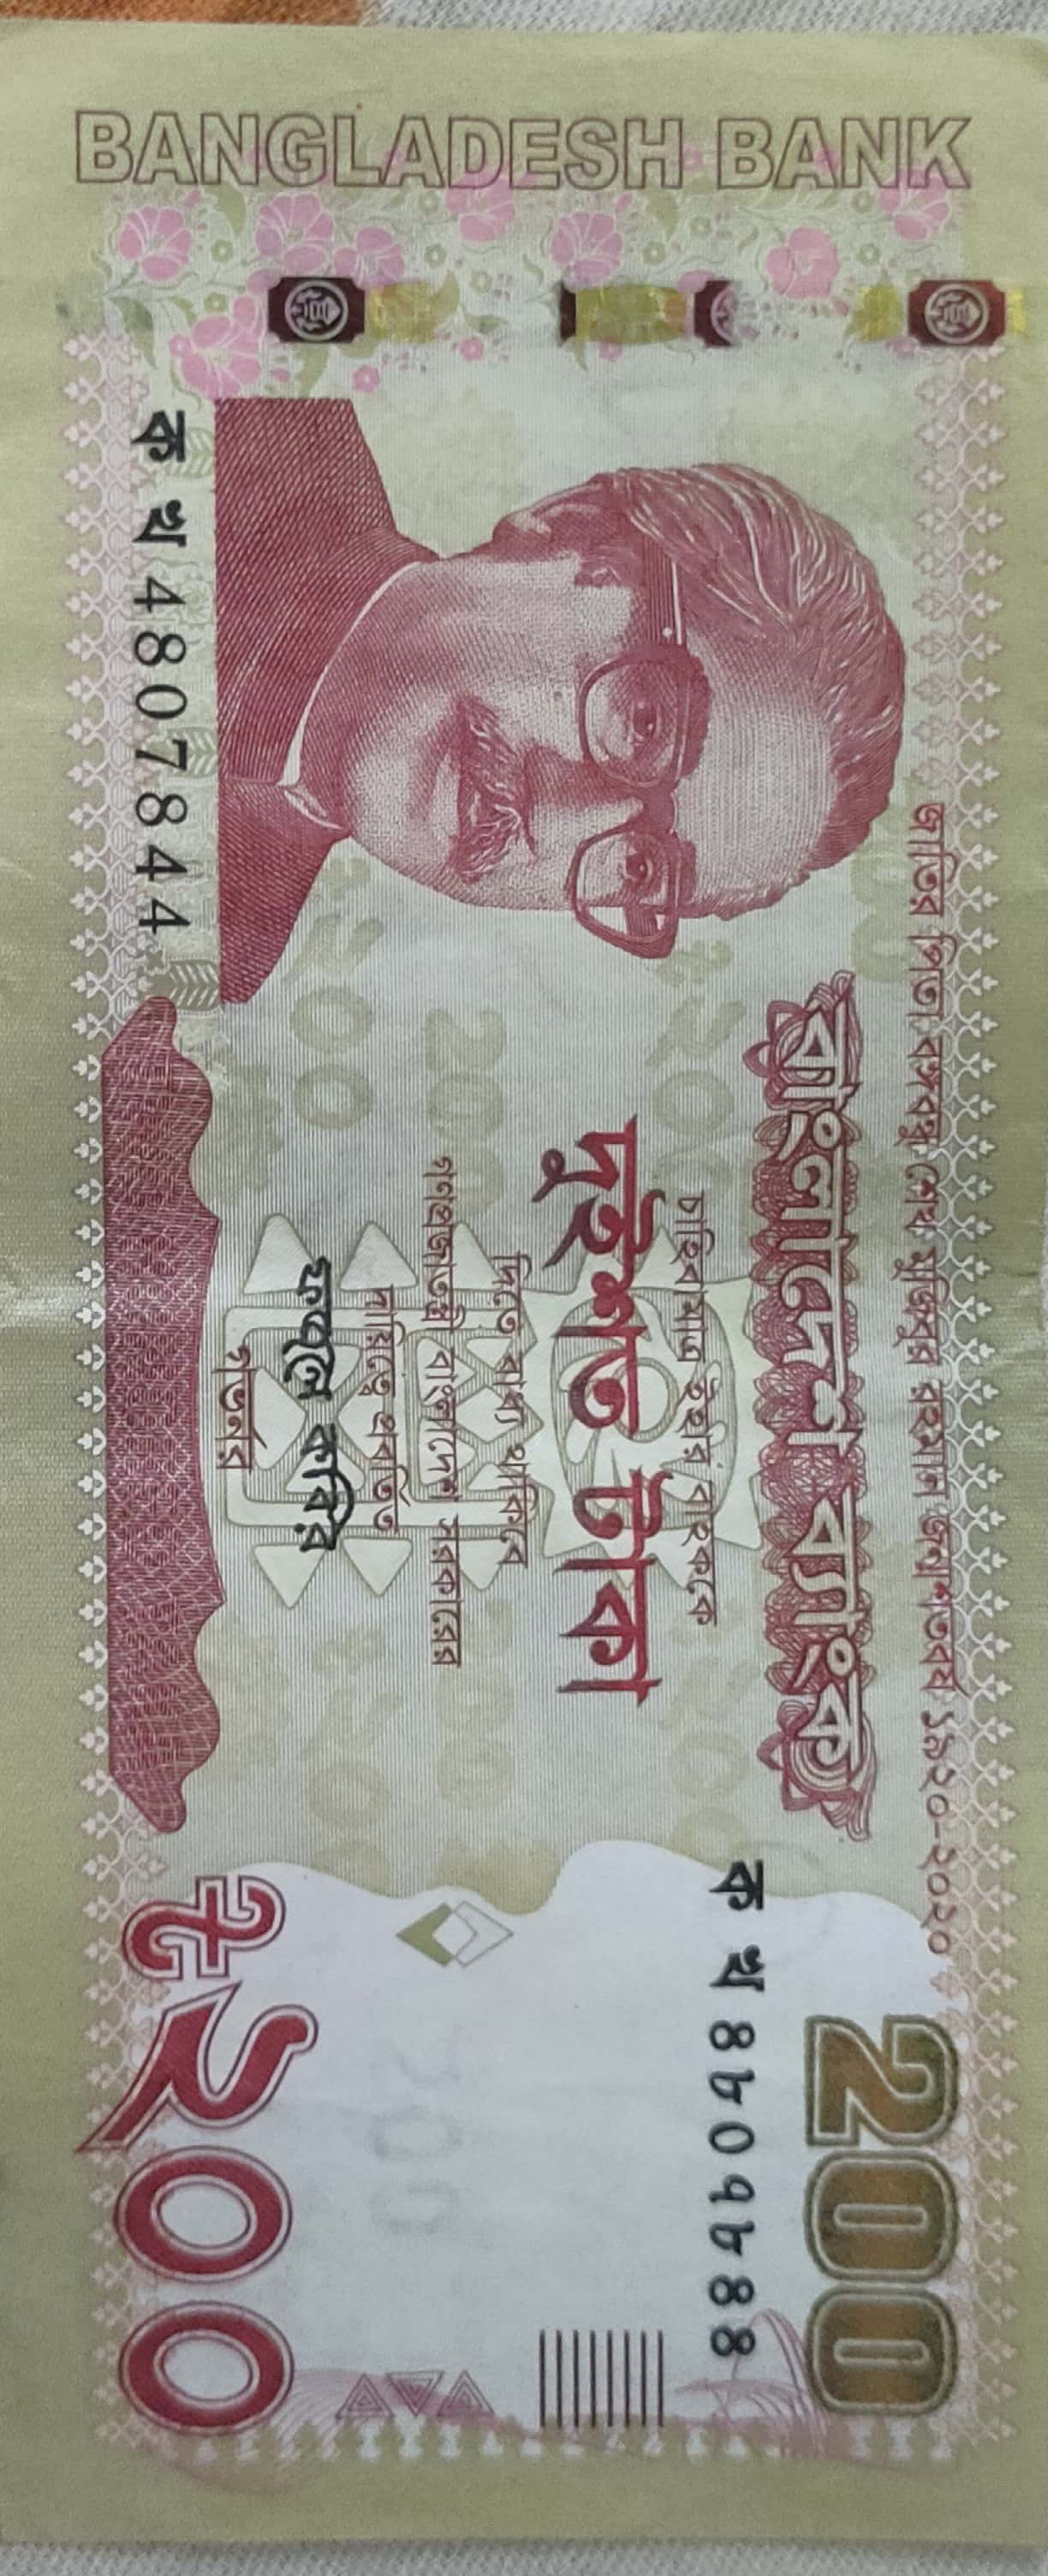 BANGLADESH BANK
জাতির পিতা বঙ্গবন্ধু শেখ মুজিবুর রহমান জন্মশতবর্ষ ১৯২০-২০২০
200
বাংলাদেশ ব্যাংক
ক খ ৪৮০৭৮৪৪
চাহিবামাত্র ইহার বাহককে
দুইশত টাকা
দিতে বাধ্য থাকিবে
গণপ্রজাতন্ত্রী বাংলাদেশ সরকারের
দায়িত্বে প্রবর্তিত
ফজলে কবির
গভর্নর
ক খ 4807844
৳২০০